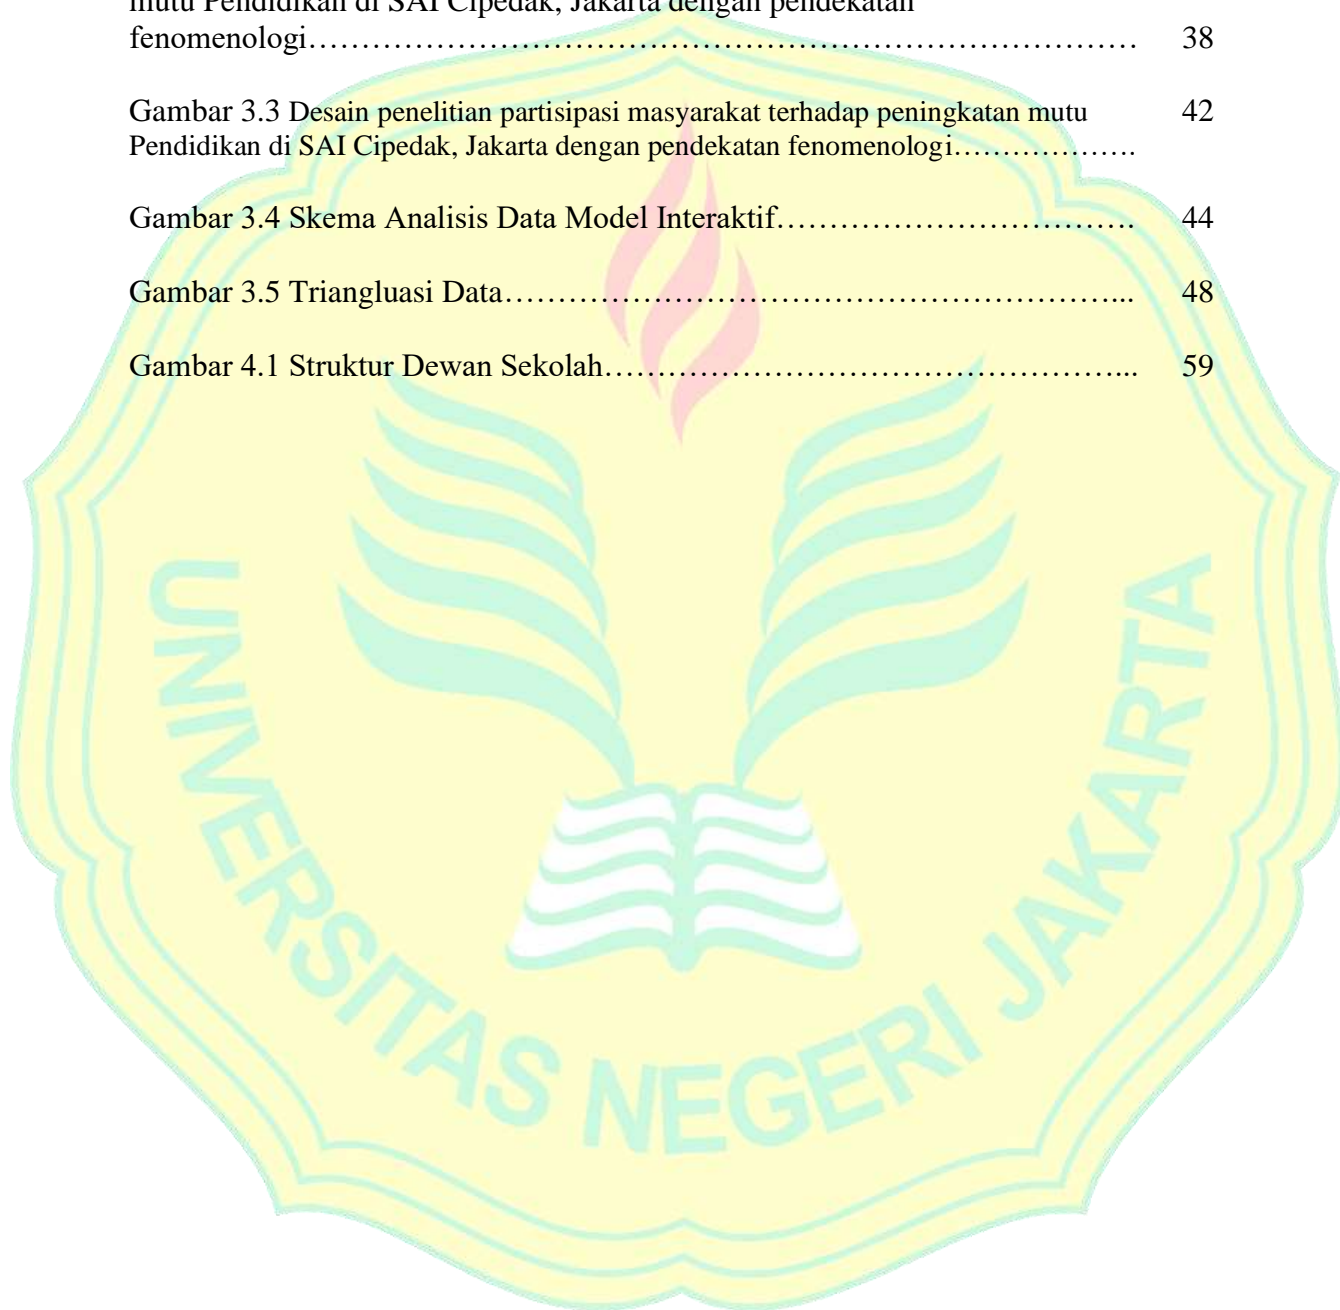 mutu Pendidikan di SAI Cipedak, Jakarta dengan pendekatan
fenomenologi…………………………………………………………………… 38
Gambar 3.3 Desain penelitian partisipasi masyarakat terhadap peningkatan mutu 42
Pendidikan di SAI Cipedak, Jakarta dengan pendekatan fenomenologi……………….
Gambar 3.4 Skema Analisis Data Model Interaktif……………………………. 44
Gambar 3.5 Triangluasi Data…………………………………………………... 48
Gambar 4.1 Struktur Dewan Sekolah…………………………………………... 59
UNIVERSITAS NEGERI JAKARTA